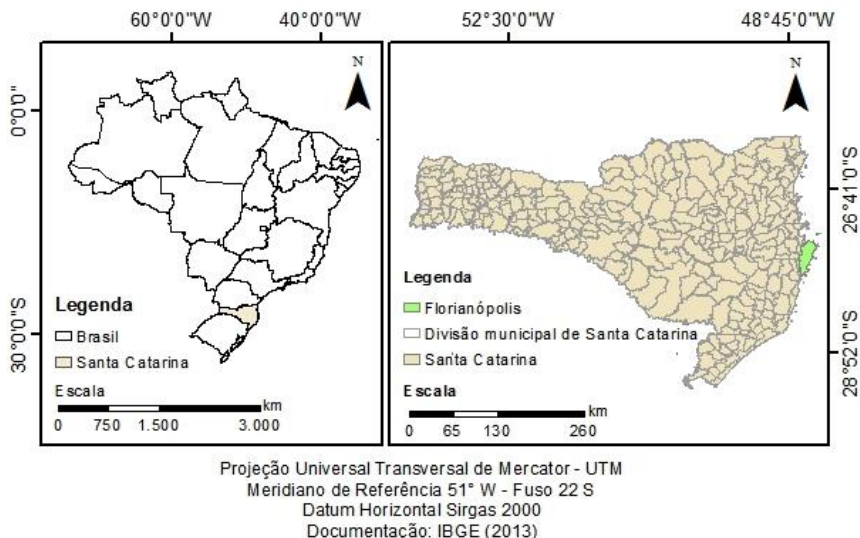 60°0'0"W
40°0'0"W
0°0'0"
30°0'0"S
N
Legenda
Brasil
Santa Catarina
Escala
km
0 750 1.500 3.000
52°30'0"W
48°45'0"W
26°41'0"S
28°52'0"S
N
Legenda
Florianópolis
Divisão municipal de Santa Catarina
Santa Catarina
Escala
km
0 65 130 260
Projeção Universal Transversal de Mercator - UTM
Meridiano de Referência 51° W - Fuso 22 S
Datum Horizontal Sirgas 2000
Documentação: IBGE (2013)